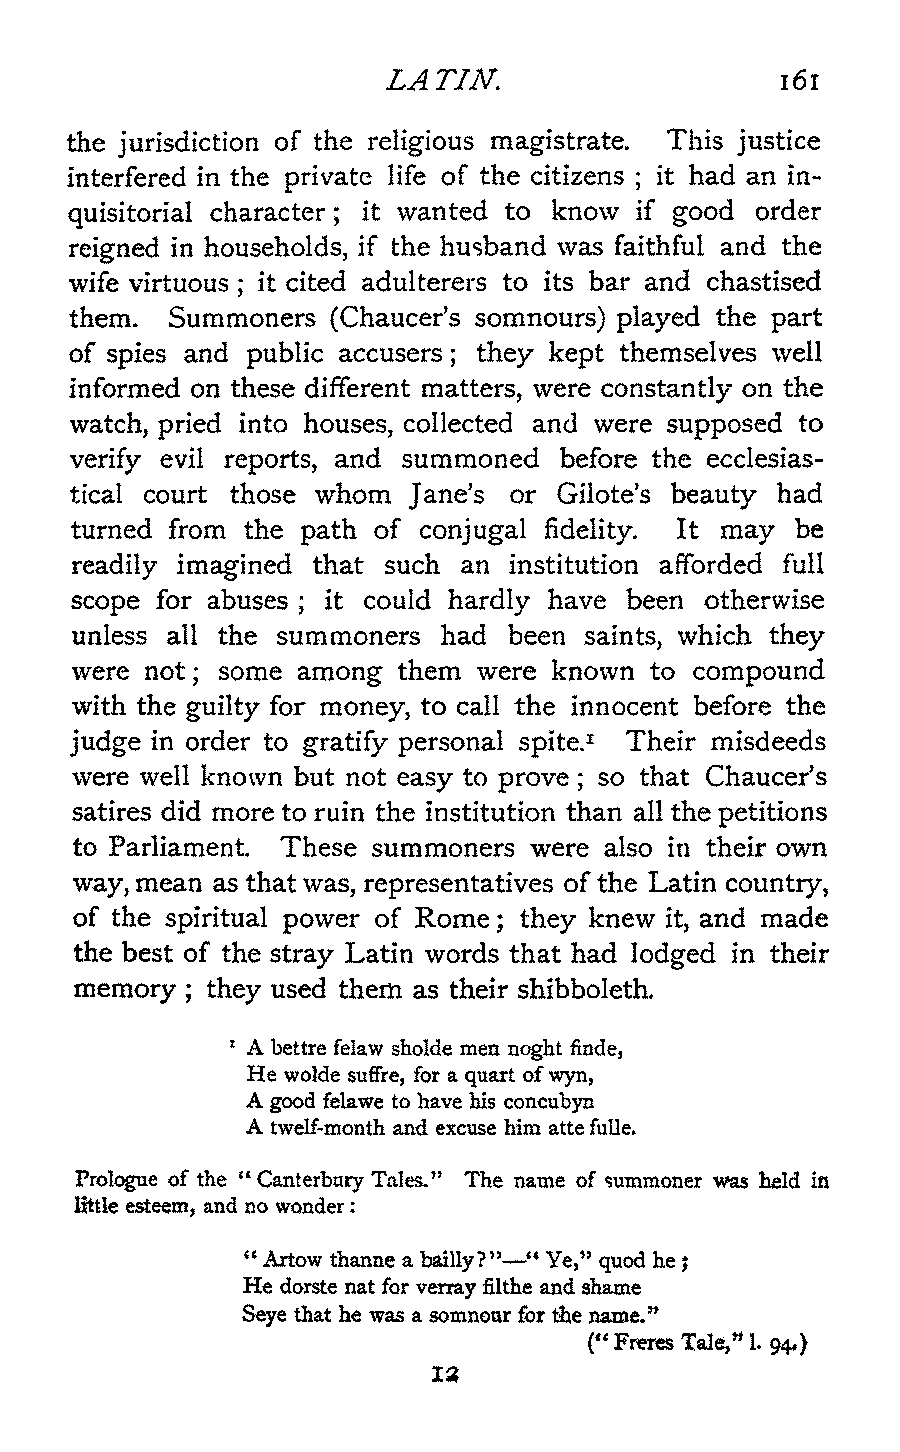 LATIN. 161
the jurisdiction of the religious magistrate. This justice
interfered in the private life of the citizens ; it had an in-
quisitorial character ; it wanted to know if good order
reigned in households, if the husband was faithful and the
wife virtuous ; it cited adulterers to its bar and chastised
them. Summoners (Chaucer's somnours) played the part
of spies and public accusers ; they kept themselves well
informed on these different matters, were constantly on the
watch, pried into houses, collected and were supposed to
verify evil reports, and summoned before the ecclesias-
tical court those whom Jane's or Gilote's beauty had
turned from the path of conjugal fidelity. It may be
readily imagined that such an institution afforded full
scope for abuses ; it could hardly have been otherwise
unless all the summoners had been saints, which they
were not ; some among them were known to compound
with the guilty for money, to call the innocent before the
judge in order to gratify personal spite.¹ Their misdeeds
were well known but not easy to prove ; so that Chaucer's
satires did more to ruin the institution than all the petitions
to Parliament. These summoners were also in their own
way, mean as that was, representatives of the Latin country,
of the spiritual power of Rome ; they knew it, and made
the best of the stray Latin words that had lodged in their
memory ; they used them as their shibboleth.
¹ A bettre felaw sholde men noght finde,
He wolde suffre, for a quart of wyn,
A good felawe to have his concubyn
A twelf-month and excuse him atte fulle.
Prologue of the "Canterbury Tales." The name of summoner was held in
little esteem, and no wonder :
"Artow thanne a bailly?"—"Ye," quod he ;
He dorste nat for verray filthe and shame
Seye that he was a somnour for the name."
("Freres Tale," l. 94.)
12